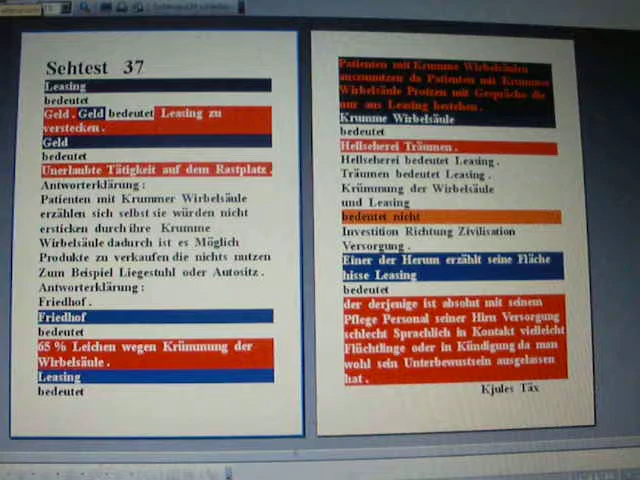 Sehtest 37
Leasing
bedeutet
Geld . Geld bedeutet Leasing zu
verstecken .
Geld
bedeutet
Unerlaubte Tätigkeit auf dem Rastplatz .
Antworterklärung :
Patienten mit Krummer Wirbelsäule
erzählen sich selbst sie würden nicht
ersticken durch ihre Krumme
Wirbelsäule dadurch ist es Möglich
Produkte zu verkaufen die nichts nutzen
Zum Beispiel Liegestuhl oder Autositz .
Antworterklärung :
Friedhof .
Friedhof
bedeutet
65 % Leichen wegen Krümmung der
Wirbelsäule .
Leasing
bedeutet
Patienten mit Krumme Wirbelsäulen
auszunutzen da Patienten mit Krummer
Wirbelsäule Protzen mit Gespräche die
nur aus Leasing bestehen .
Krumme Wirbelsäule
bedeutet
Hellseherei Träumen .
Hellseherei bedeutet Leasing .
Träumen bedeutet Leasing .
Krümmung der Wirbelsäule
und Leasing
bedeutet nicht
Investition Richtung Zivilisation
Versorgung .
Einer der Herum erzählt seine Fläche
hisse Leasing
bedeutet
der derjenige ist absolut mit seinem
Pflege Personal seiner Hirn Versorgung
schlecht Sprachlich in Kontakt vielleicht
Flüchtlinge oder in Kündigung da man
wohl sein Unterbewustsein ausgelassen
hat .
Kjules Täx